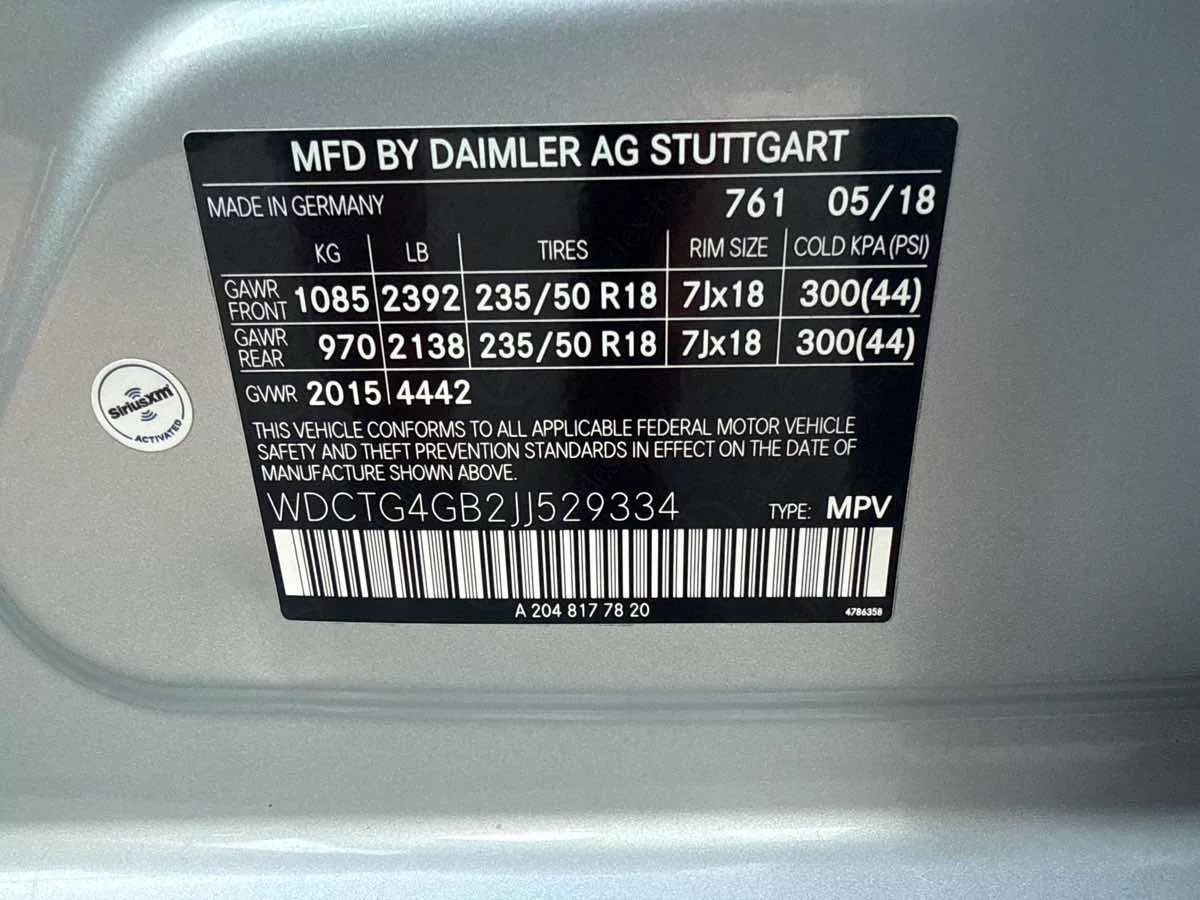 MFD BY DAIMLER AG STUTTGART
MADE IN GERMANY 761 05/18
KG LB TIRES RIM SIZE COLD KPA (PSI)
GAWR FRONT 1085 2392 235/50 R18 7Jx18 300(44)
GAWR REAR 970 2138 235/50 R18 7Jx18 300(44)
GVWR 2015 4442
THIS VEHICLE CONFORMS TO ALL APPLICABLE FEDERAL MOTOR VEHICLE
SAFETY AND THEFT PREVENTION STANDARDS IN EFFECT ON THE DATE OF
MANUFACTURE SHOWN ABOVE.
WDCTG4GB2JJ529334 TYPE: MPV
A 204 817 78 20 4786358
SiriusXM
ACTIVATED